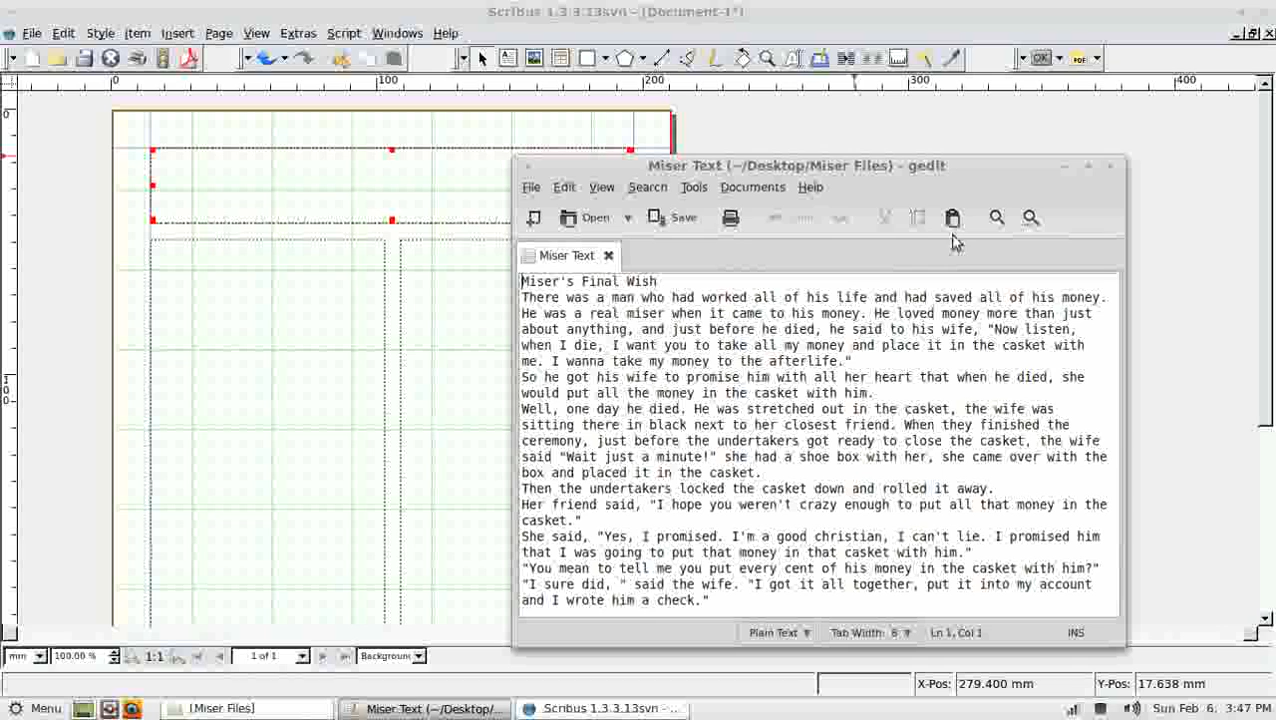 Scribus 1.3.3.13svn - [Document-1*]
File Edit Style Item Insert Page View Extras Script Windows Help
OK PDF
0 100 200 300 400
0
Miser Text (~/Desktop/Miser Files) - gedit
File Edit View Search Tools Documents Help
Open Save
Miser Text
Miser's Final Wish
There was a man who had worked all of his life and had saved all of his money.
He was a real miser when it came to his money. He loved money more than just
about anything, and just before he died, he said to his wife, "Now listen,
when I die, I want you to take all my money and place it in the casket with
me. I wanna take my money to the afterlife."
So he got his wife to promise him with all her heart that when he died, she
would put all the money in the casket with him.
Well, one day he died. He was stretched out in the casket, the wife was
sitting there in black next to her closest friend. When they finished the
ceremony, just before the undertakers got ready to close the casket, the wife
said "Wait just a minute!" she had a shoe box with her, she came over with the
box and placed it in the casket.
Then the undertakers locked the casket down and rolled it away.
Her friend said, "I hope you weren't crazy enough to put all that money in the
casket."
She said, "Yes, I promised. I'm a good christian, I can't lie. I promised him
that I was going to put that money in that casket with him."
"You mean to tell me you put every cent of his money in the casket with him?"
"I sure did, " said the wife. "I got it all together, put it into my account
and I wrote him a check."
100
Plain Text Tab Width: 8 Ln 1, Col 1 INS
mm 100.00 % 1:1 1 of 1 Background
X-Pos: 279.400 mm Y-Pos: 17.638 mm
Menu [Miser Files] Miser Text (~/Desktop/... Scribus 1.3.3.13svn - ... Sun Feb 6, 3:47 PM